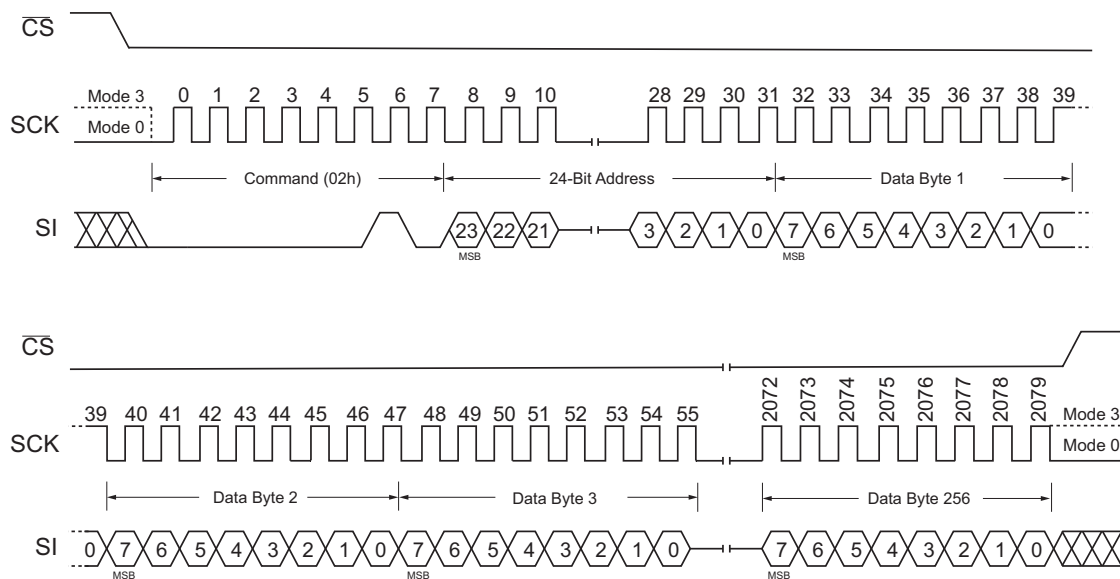 CS
Mode 3 0 1 2 3 4 5 6 7 8 9 10 28 29 30 31 32 33 34 35 36 37 38 39
SCK
Mode 0
Command (02h) 24-Bit Address Data Byte 1
SI 23 22 21 3 2 1 0 7 6 5 4 3 2 1 0
MSB MSB
CS
39 40 41 42 43 44 45 46 47 48 49 50 51 52 53 54 55 2072 2073 2074 2075 2076 2077 2078 2079 Mode 3
SCK Mode 0
Data Byte 2 Data Byte 3 Data Byte 256
SI 0 7 6 5 4 3 2 1 0 7 6 5 4 3 2 1 0 7 6 5 4 3 2 1 0
MSB MSB MSB